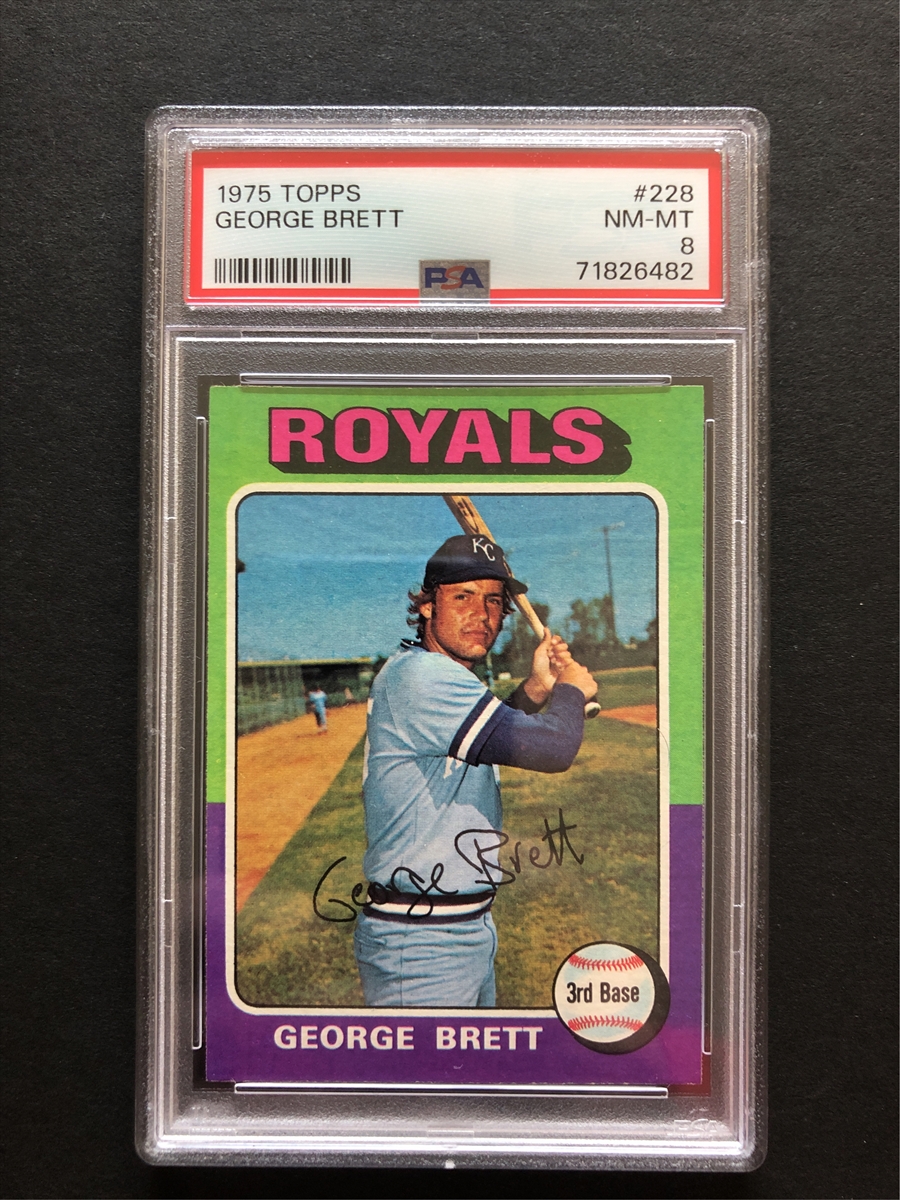 1975 TOPPS #228
GEORGE BRETT NM-MT
8
PSA 71826482
ROYALS
KC
George Brett
3rd Base
GEORGE BRETT